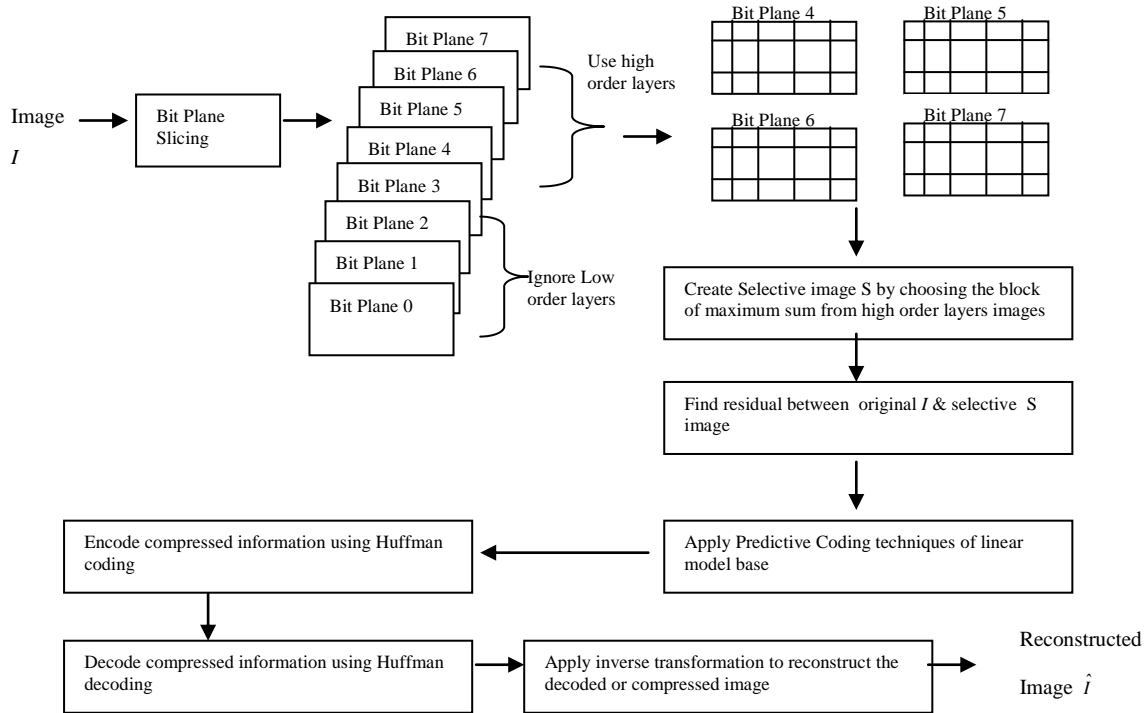 Image
I
Bit Plane
Slicing
Bit Plane 7
Bit Plane 6
Bit Plane 5
Bit Plane 4
Bit Plane 3
Bit Plane 2
Bit Plane 1
Bit Plane 0
Use high
order layers
Ignore Low
order layers
Bit Plane 4
Bit Plane 5
Bit Plane 6
Bit Plane 7
Create Selective image S by choosing the block
of maximum sum from high order layers images
Find residual between original I & selective S
image
Apply Predictive Coding techniques of linear
model base
Encode compressed information using Huffman
coding
Decode compressed information using Huffman
decoding
Apply inverse transformation to reconstruct the
decoded or compressed image
Reconstructed
Image Î